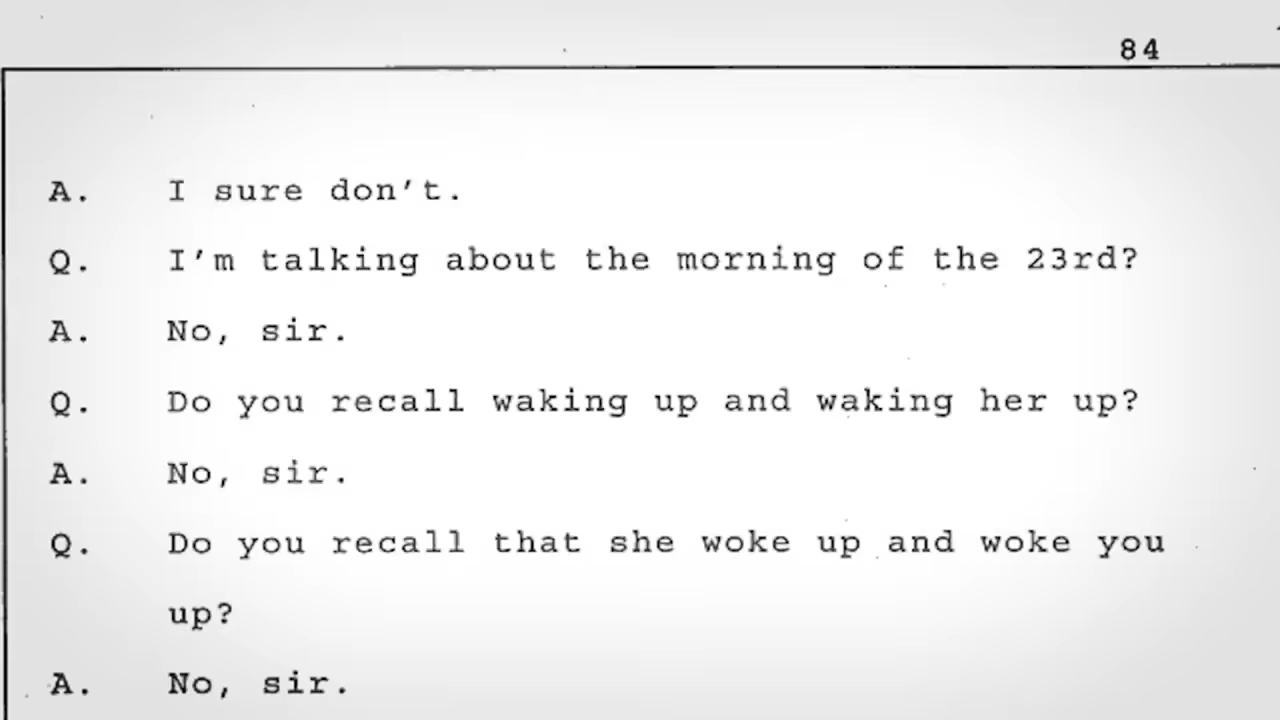 84
A. I sure don't.
Q. I'm talking about the morning of the 23rd?
A. No, sir.
Q. Do you recall waking up and waking her up?
A. No, sir.
Q. Do you recall that she woke up and woke you
up?
A. No, sir.